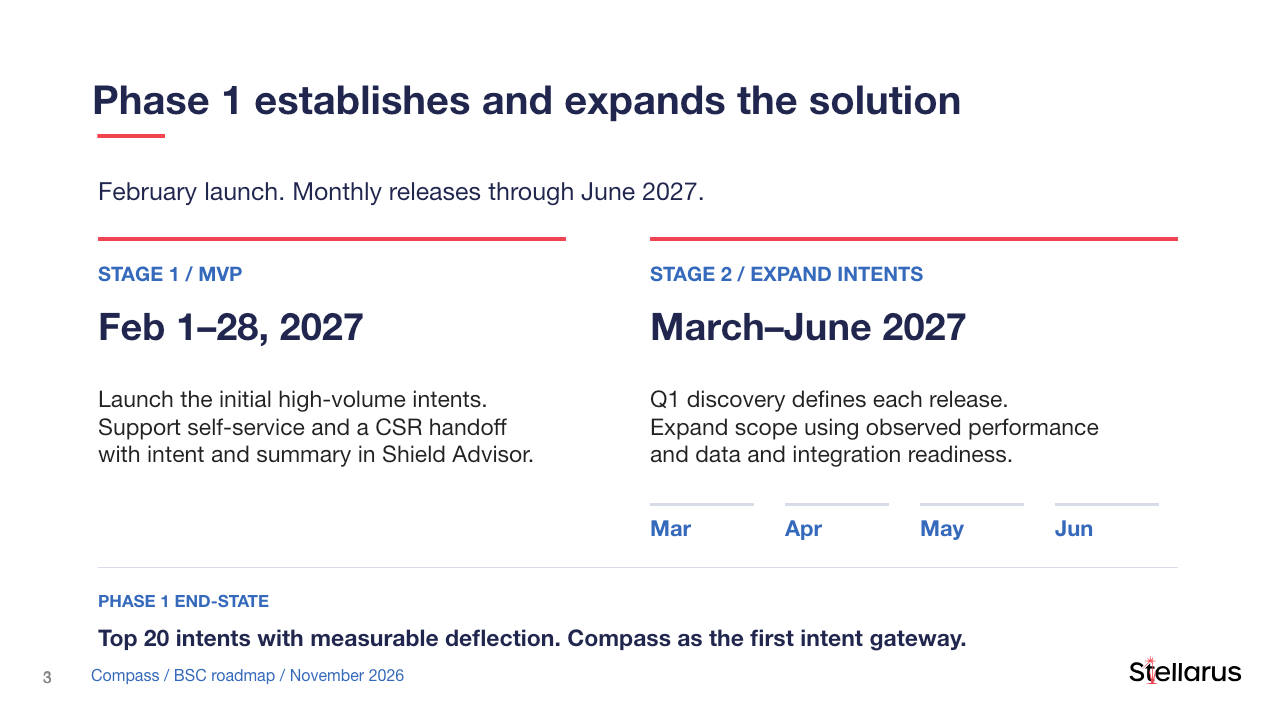 Phase 1 establishes and expands the solution
February launch. Monthly releases through June 2027.
STAGE 1 / MVP
Feb 1–28, 2027
Launch the initial high-volume intents.
Support self-service and a CSR handoff
with intent and summary in Shield Advisor.
STAGE 2 / EXPAND INTENTS
March–June 2027
Q1 discovery defines each release.
Expand scope using observed performance
and data and integration readiness.
Mar
Apr
May
Jun
PHASE 1 END-STATE
Top 20 intents with measurable deflection. Compass as the first intent gateway.
3
Compass / BSC roadmap / November 2026
Stellarus